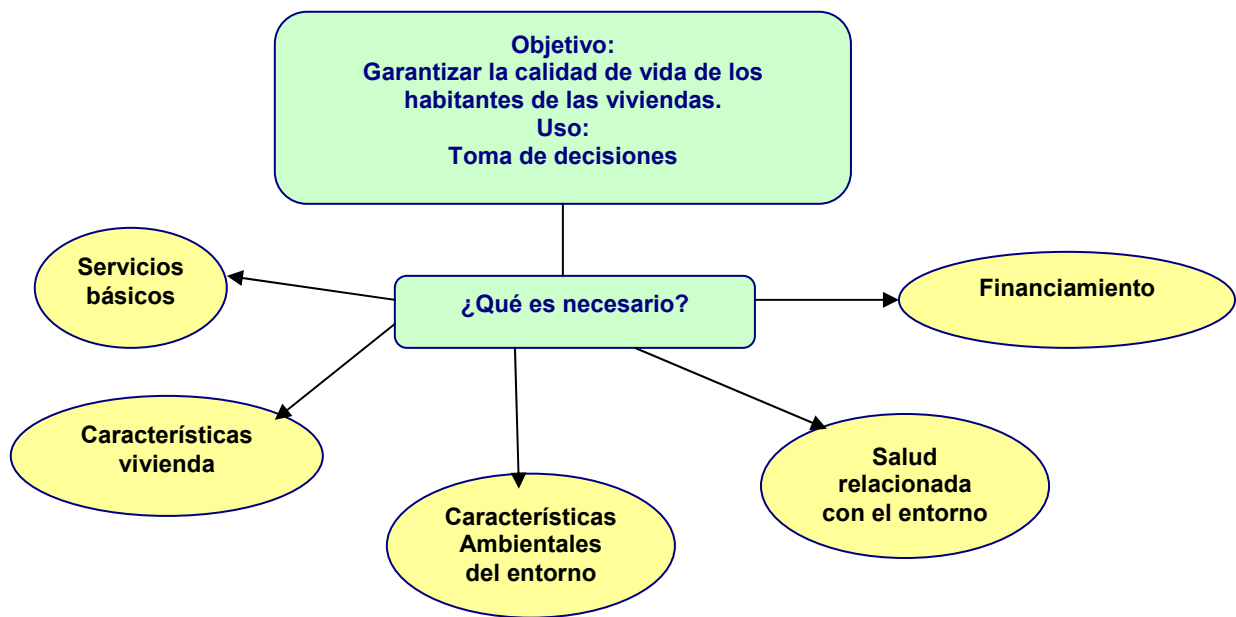 Objetivo:
Garantizar la calidad de vida de los
habitantes de las viviendas.
Uso:
Toma de decisiones
Servicios
básicos
¿Qué es necesario?
Financiamiento
Características
vivienda
Salud
relacionada
con el entorno
Características
Ambientales
del entorno